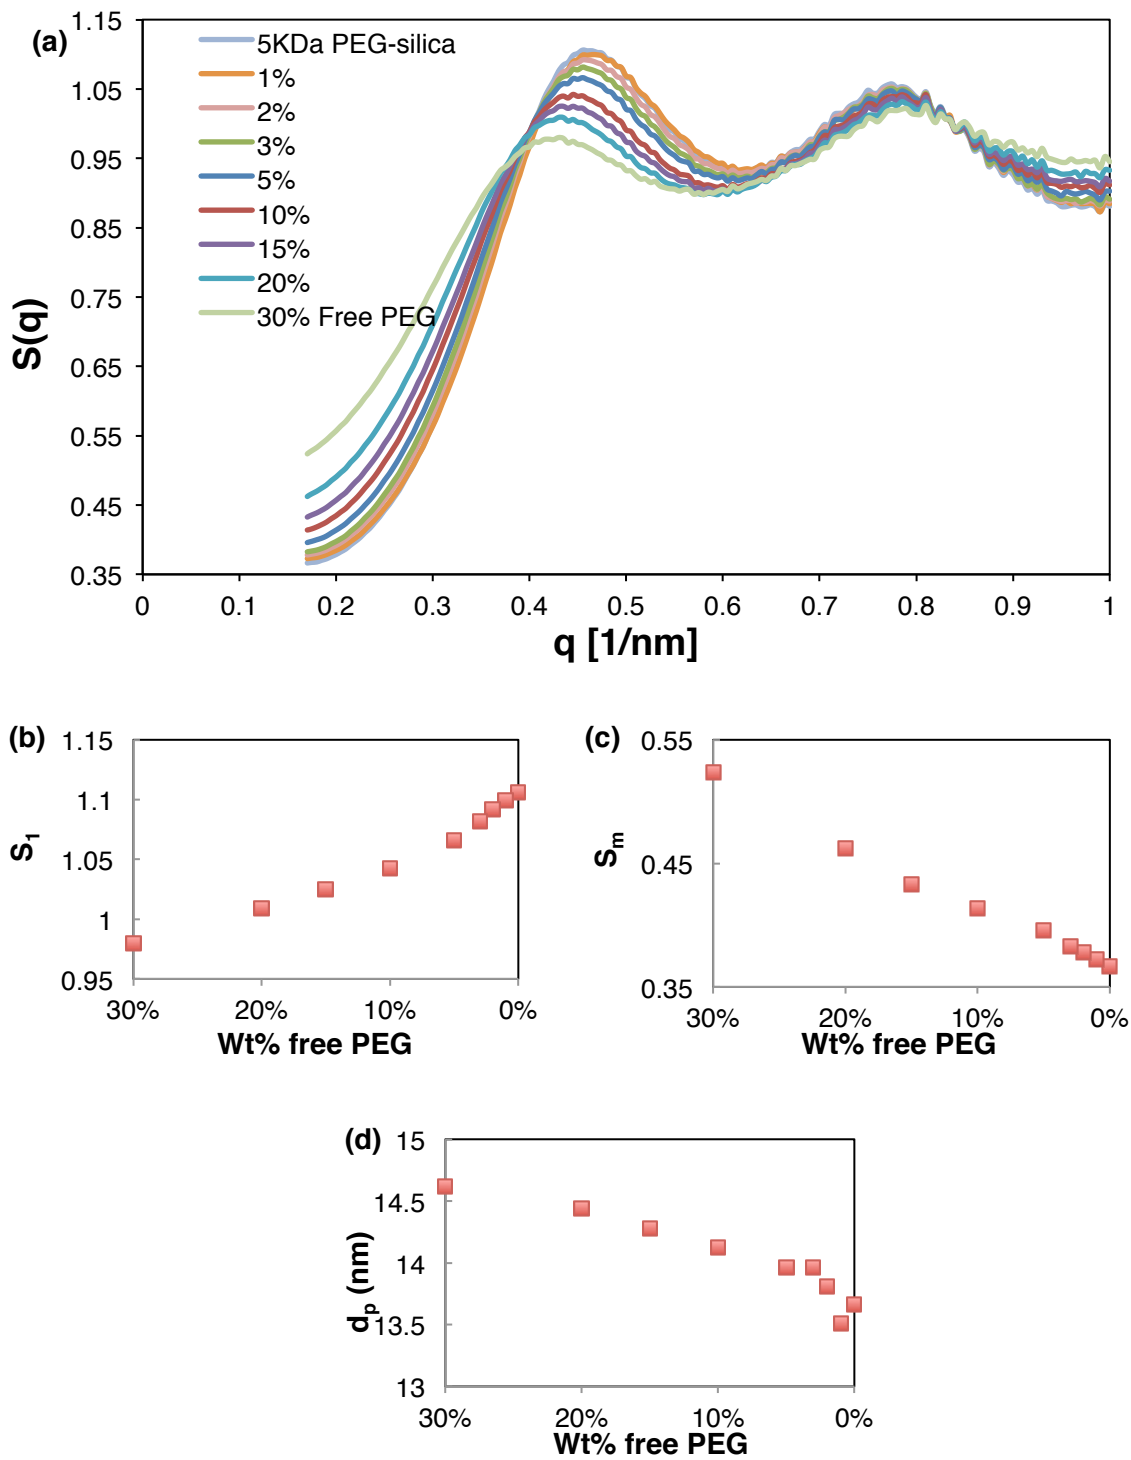 (a)
1.15
1.05
0.95
0.85
0.75
0.65
0.55
0.45
0.35
S(q)
5KDa PEG-silica
1%
2%
3%
5%
10%
15%
20%
30% Free PEG
0 0.1 0.2 0.3 0.4 0.5 0.6 0.7 0.8 0.9 1
q [1/nm]
(b)
1.15
1.1
1.05
1
0.95
S1
30% 20% 10% 0%
Wt% free PEG
(c)
0.55
0.45
0.35
Sm
30% 20% 10% 0%
Wt% free PEG
(d)
15
14.5
14
13.5
13
dp (nm)
30% 20% 10% 0%
Wt% free PEG